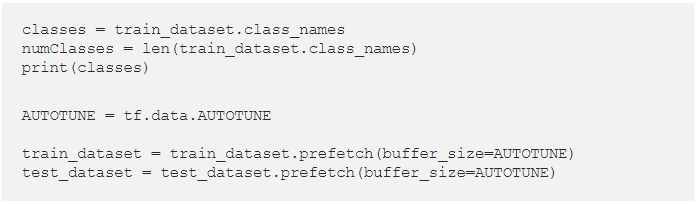 classes = train_dataset.class_names
numClasses = len(train_dataset.class_names)
print(classes)
AUTOTUNE = tf.data.AUTOTUNE
train_dataset = train_dataset.prefetch(buffer_size=AUTOTUNE)
test_dataset = test_dataset.prefetch(buffer_size=AUTOTUNE)